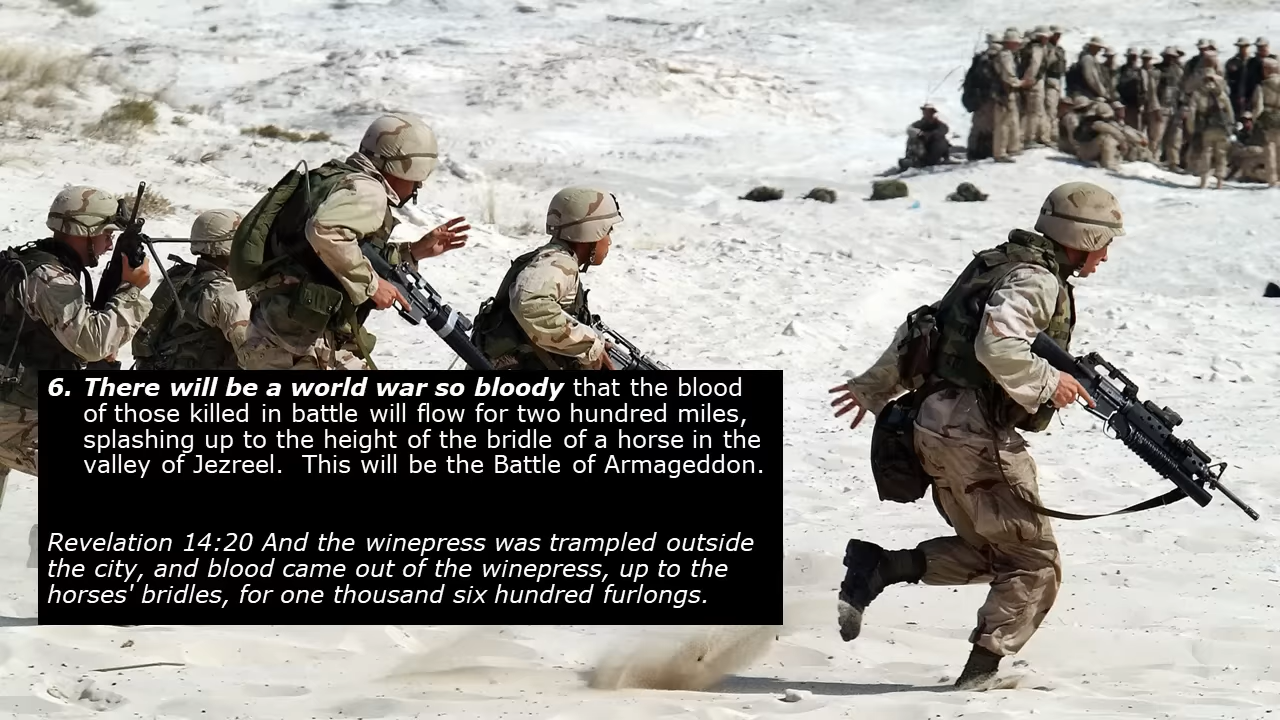 6. There will be a world war so bloody that the blood
of those killed in battle will flow for two hundred miles,
splashing up to the height of the bridle of a horse in the
valley of Jezreel.  This will be the Battle of Armageddon.
Revelation 14:20 And the winepress was trampled outside
the city, and blood came out of the winepress, up to the
horses' bridles, for one thousand six hundred furlongs.